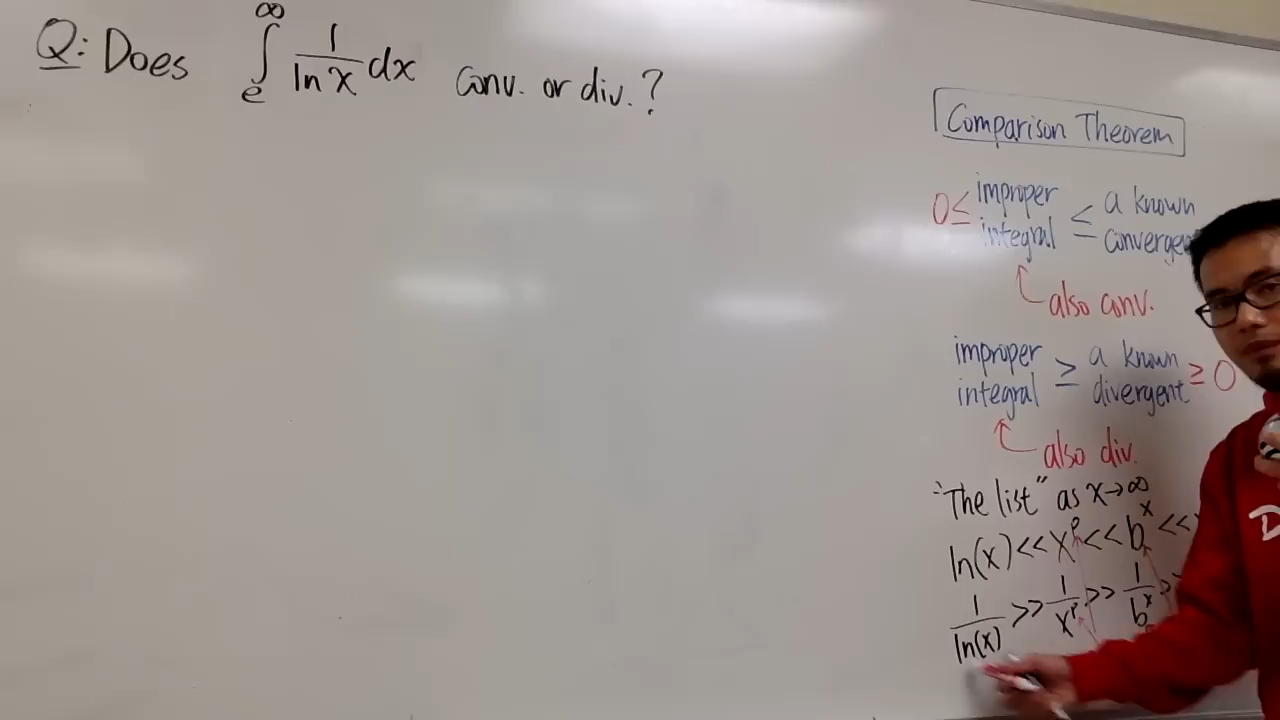 Q: Does ∫_e^∞ 1/(ln x) dx conv. or div.?
Comparison Theorem
0 ≤ improper integral ≤ a known
also conv.
improper integral ≥ a known divergent ≥ 0
also div.
"The list" as x→∞
ln(x) << x^p << b^x <<
1/ln(x) >> 1/x^p >> 1/b^x >>
D